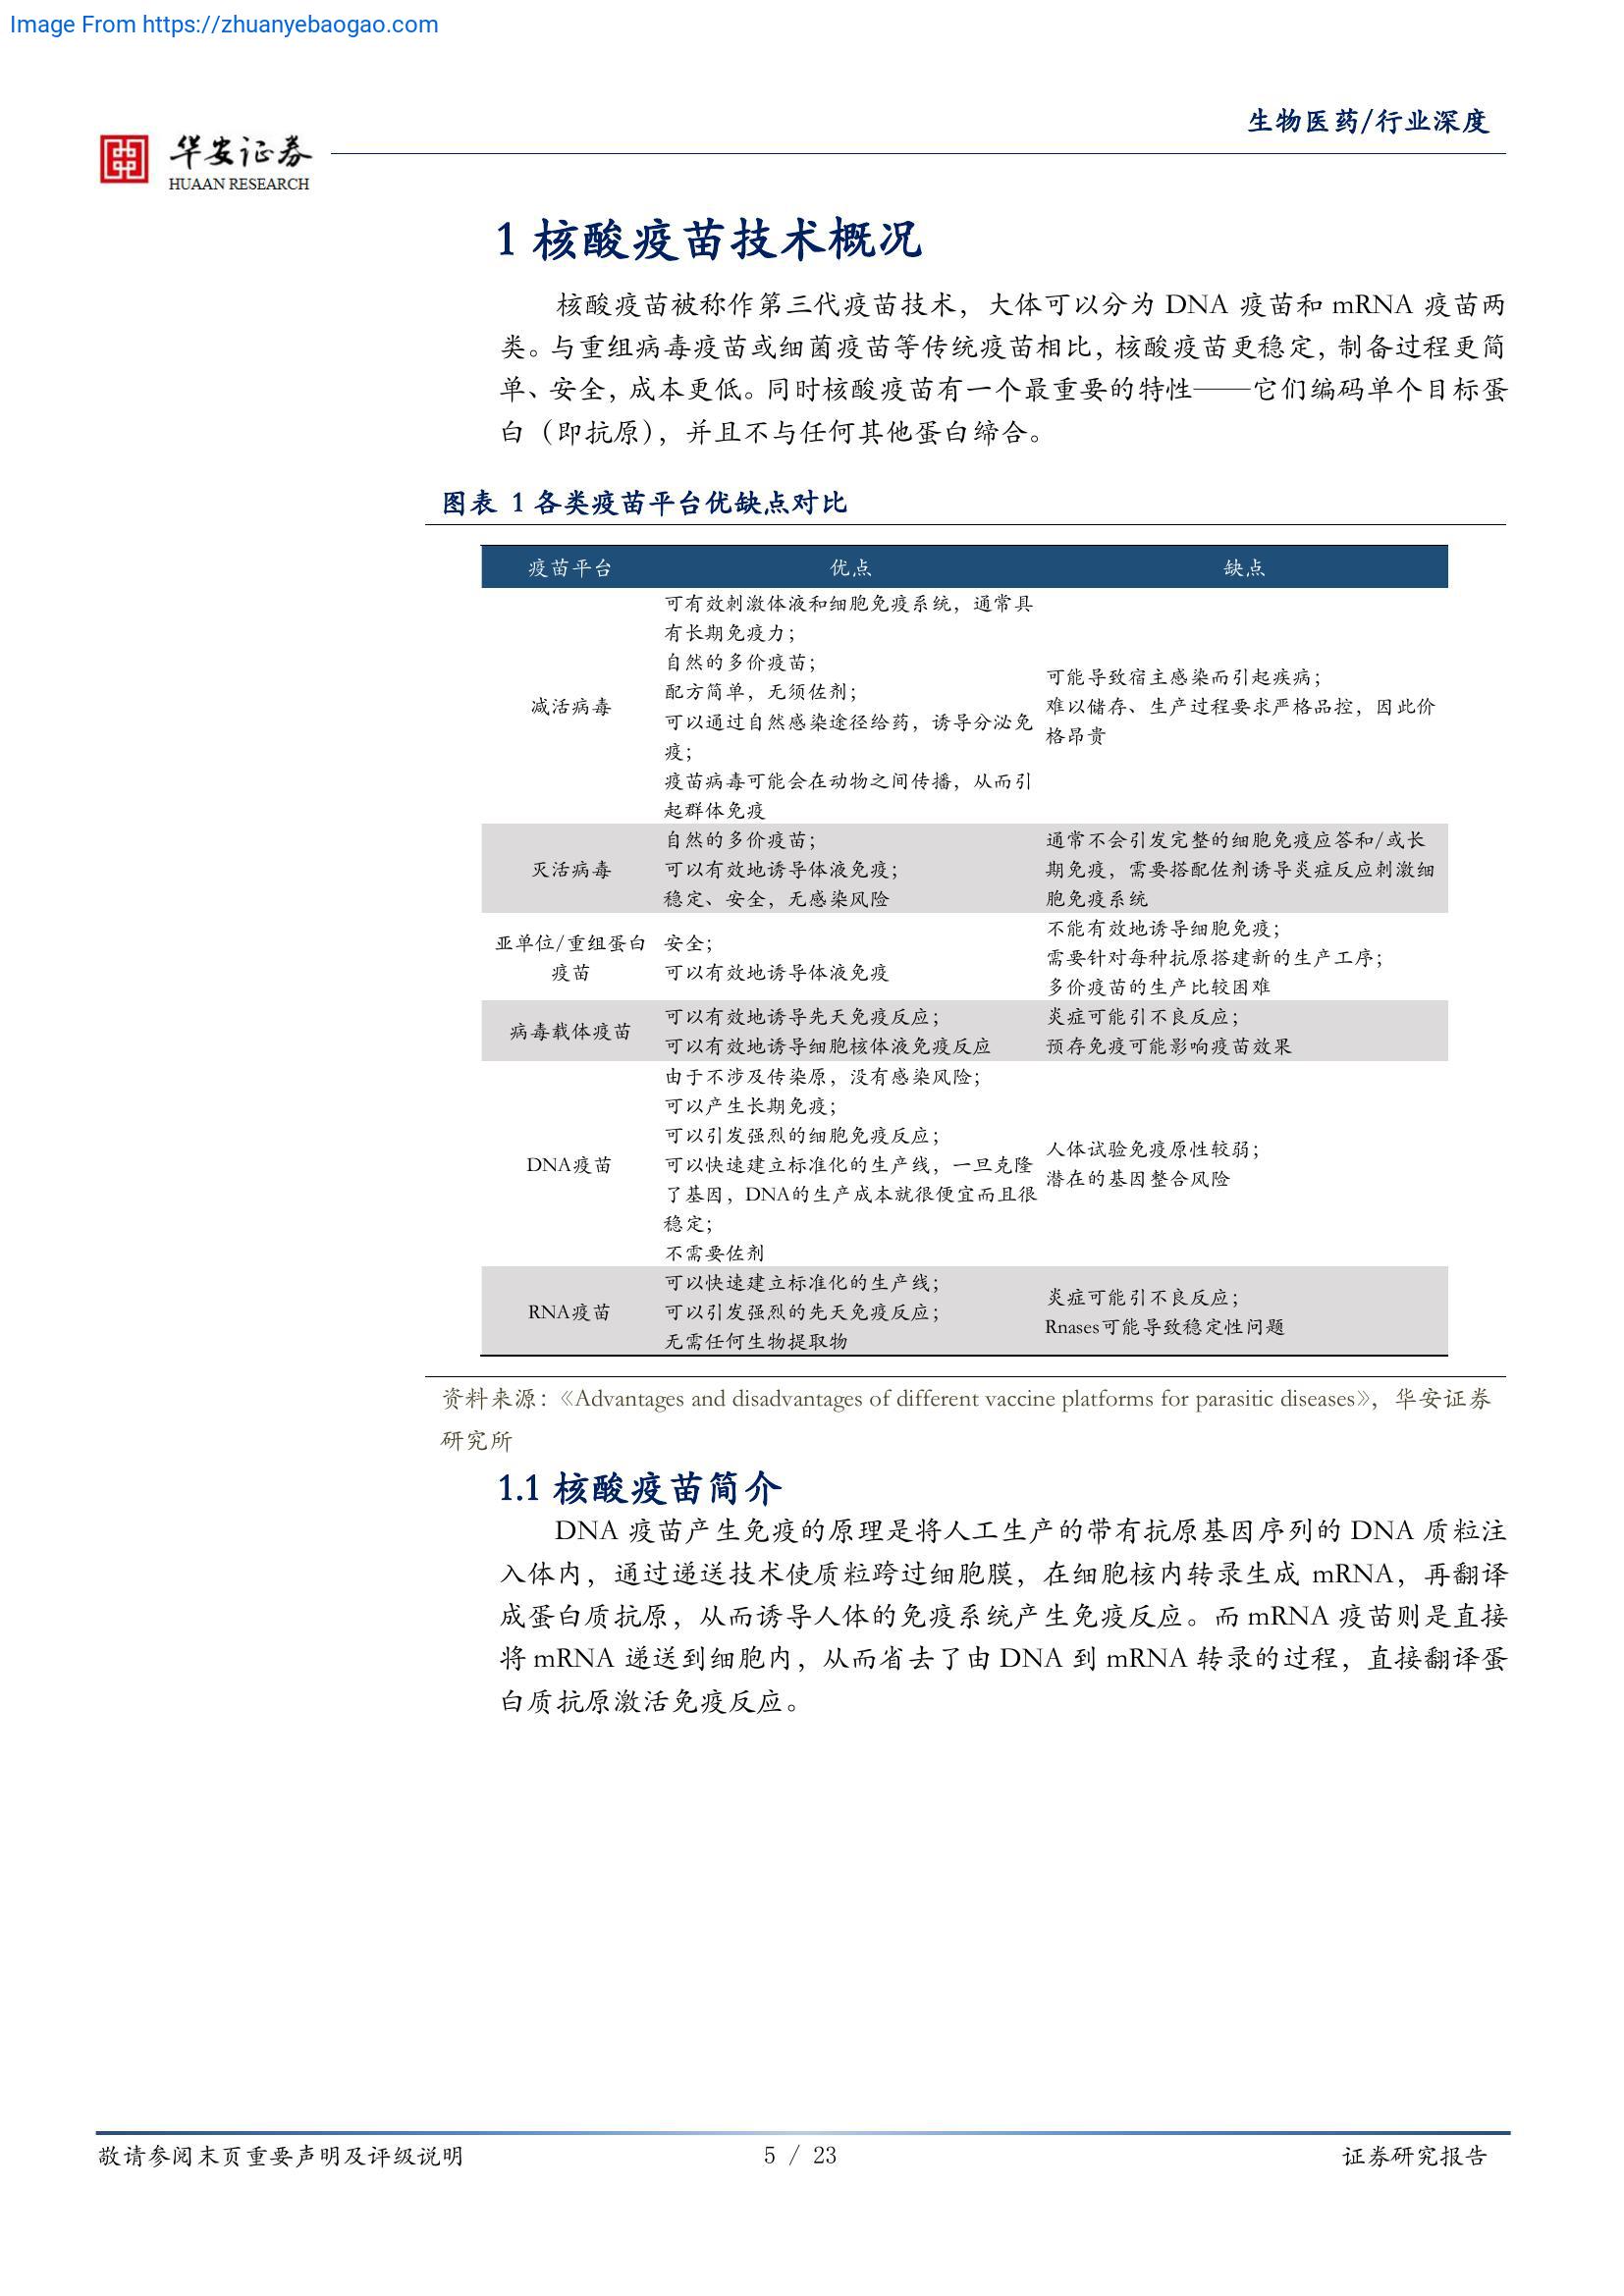 Image From https://zhuanyebaogao.com
生物医药/行业深度
华安证券
HUAAN RESEARCH
1 核酸疫苗技术概况
核酸疫苗被称作第三代疫苗技术，大体可以分为 DNA 疫苗和 mRNA 疫苗两
类。与重组病毒疫苗或细菌疫苗等传统疫苗相比，核酸疫苗更稳定，制备过程更简
单、安全，成本更低。同时核酸疫苗有一个最重要的特性——它们编码单个目标蛋
白（即抗原），并且不与任何其他蛋白缔合。
图表 1 各类疫苗平台优缺点对比
疫苗平台 优点 缺点
减活病毒
可有效刺激体液和细胞免疫系统，通常具
有长期免疫力；
自然的多价疫苗；
配方简单，无须佐剂；
可以通过自然感染途径给药，诱导分泌免
疫；
疫苗病毒可能会在动物之间传播，从而引
起群体免疫
可能导致宿主感染而引起疾病；
难以储存、生产过程要求严格品控，因此价
格昂贵
灭活病毒
自然的多价疫苗；
可以有效地诱导体液免疫；
稳定、安全，无感染风险
通常不会引发完整的细胞免疫应答和/或长
期免疫，需要搭配佐剂诱导炎症反应刺激细
胞免疫系统
亚单位/重组蛋白
疫苗
安全；
可以有效地诱导体液免疫
不能有效地诱导细胞免疫；
需要针对每种抗原搭建新的生产工序；
多价疫苗的生产比较困难
病毒载体疫苗
可以有效地诱导先天免疫反应；
可以有效地诱导细胞核体液免疫反应
炎症可能引不良反应；
预存免疫可能影响疫苗效果
DNA疫苗
由于不涉及传染原，没有感染风险；
可以产生长期免疫；
可以引发强烈的细胞免疫反应；
可以快速建立标准化的生产线，一旦克隆
了基因，DNA的生产成本就很便宜而且很
稳定；
不需要佐剂
人体试验免疫原性较弱；
潜在的基因整合风险
RNA疫苗
可以快速建立标准化的生产线；
可以引发强烈的先天免疫反应；
无需任何生物提取物
炎症可能引不良反应；
Rnases可能导致稳定性问题
资料来源：《Advantages and disadvantages of different vaccine platforms for parasitic diseases》，华安证券
研究所
1.1 核酸疫苗简介
DNA 疫苗产生免疫的原理是将人工生产的带有抗原基因序列的 DNA 质粒注
入体内，通过递送技术使质粒跨过细胞膜，在细胞核内转录生成 mRNA，再翻译
成蛋白质抗原，从而诱导人体的免疫系统产生免疫反应。而 mRNA 疫苗则是直接
将 mRNA 递送到细胞内，从而省去了由 DNA 到 mRNA 转录的过程，直接翻译蛋
白质抗原激活免疫反应。
敬请参阅末页重要声明及评级说明 5 / 23 证券研究报告